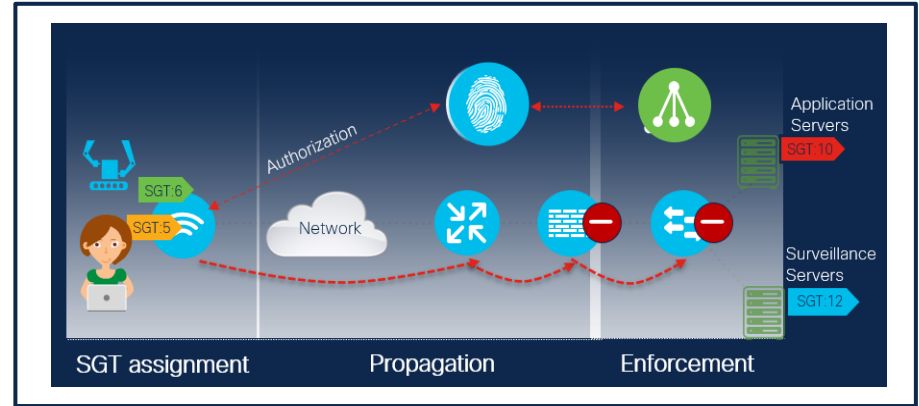 Application
Servers
SGT:10
Authorization
SGT:6
SGT:5
Network
Surveillance
Servers
SGT:12
SGT assignment
Propagation
Enforcement